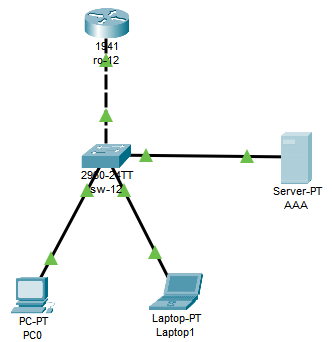 1941
ro-12
2960-24TT
sw-12
Server-PT
AAA
PC-PT
PC0
Laptop-PT
Laptop1